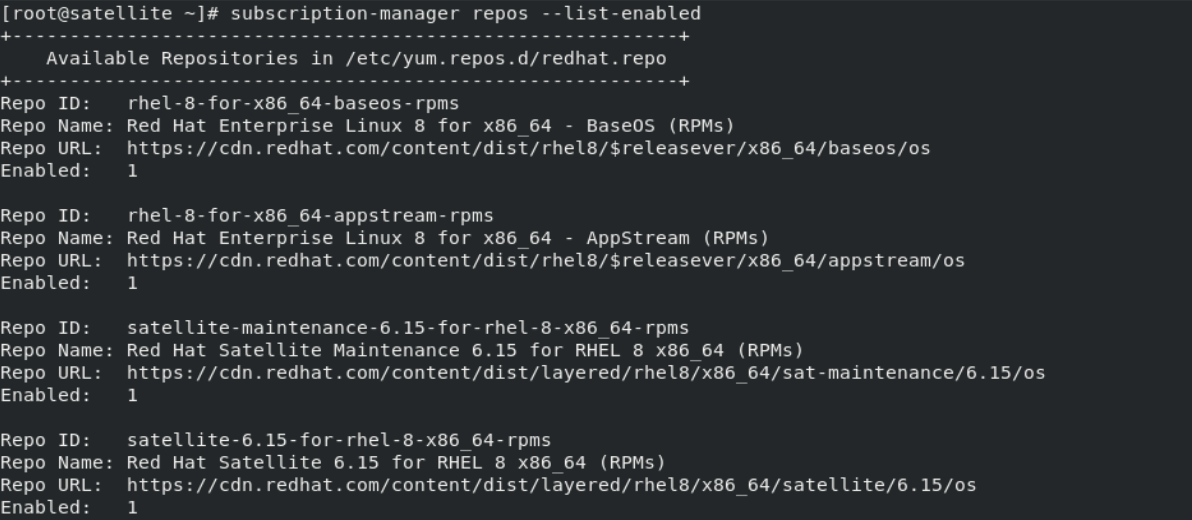 [root@satellite ~]# subscription-manager repos --list-enabled
+----------------------------------------------------------+
    Available Repositories in /etc/yum.repos.d/redhat.repo
+----------------------------------------------------------+
Repo ID:   rhel-8-for-x86_64-baseos-rpms
Repo Name: Red Hat Enterprise Linux 8 for x86_64 - BaseOS (RPMs)
Repo URL:  https://cdn.redhat.com/content/dist/rhel8/$releasever/x86_64/baseos/os
Enabled:   1

Repo ID:   rhel-8-for-x86_64-appstream-rpms
Repo Name: Red Hat Enterprise Linux 8 for x86_64 - AppStream (RPMs)
Repo URL:  https://cdn.redhat.com/content/dist/rhel8/$releasever/x86_64/appstream/os
Enabled:   1

Repo ID:   satellite-maintenance-6.15-for-rhel-8-x86_64-rpms
Repo Name: Red Hat Satellite Maintenance 6.15 for RHEL 8 x86_64 (RPMs)
Repo URL:  https://cdn.redhat.com/content/dist/layered/rhel8/x86_64/sat-maintenance/6.15/os
Enabled:   1

Repo ID:   satellite-6.15-for-rhel-8-x86_64-rpms
Repo Name: Red Hat Satellite 6.15 for RHEL 8 x86_64 (RPMs)
Repo URL:  https://cdn.redhat.com/content/dist/layered/rhel8/x86_64/satellite/6.15/os
Enabled:   1